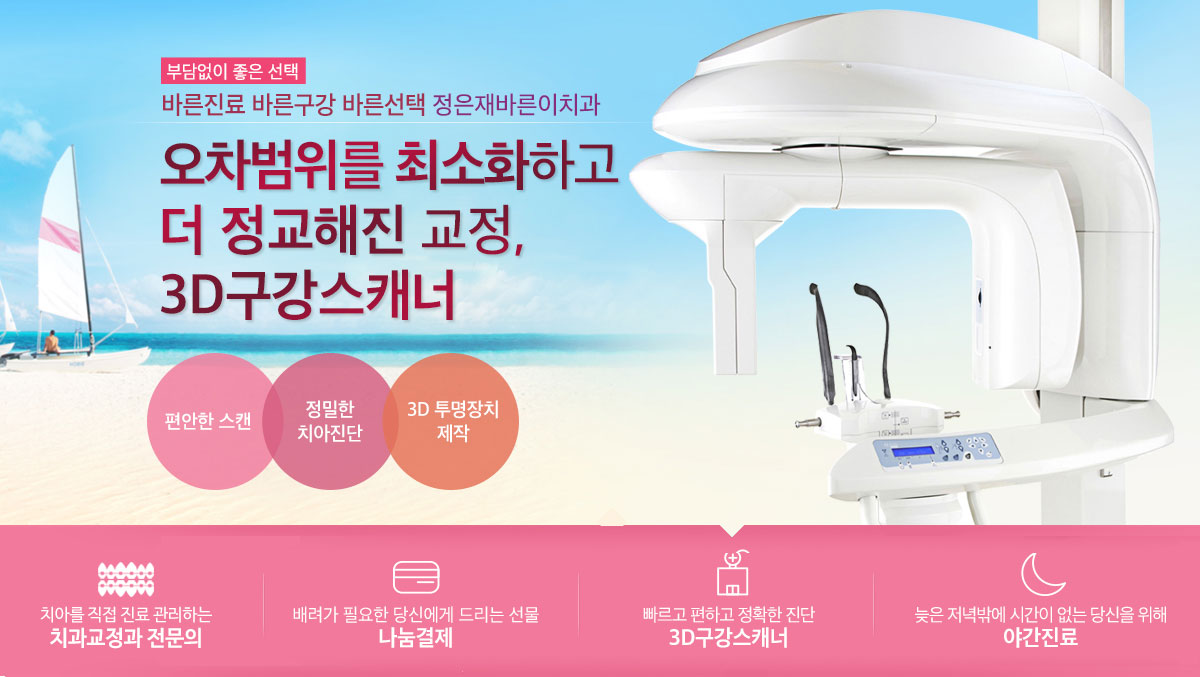 부담없이 좋은 선택
바른진료 바른구강 바른선택 정은재바른이치과
오차범위를 최소화하고
더 정교해진 교정,
3D구강스캐너
편안한 스캔
정밀한
치아진단
3D 투명장치
제작
치아를 직접 진료 관리하는
치과교정과 전문의
배려가 필요한 당신에게 드리는 선물
나눔결제
빠르고 편하고 정확한 진단
3D구강스캐너
늦은 저녁밖에 시간이 없는 당신을 위해
야간진료